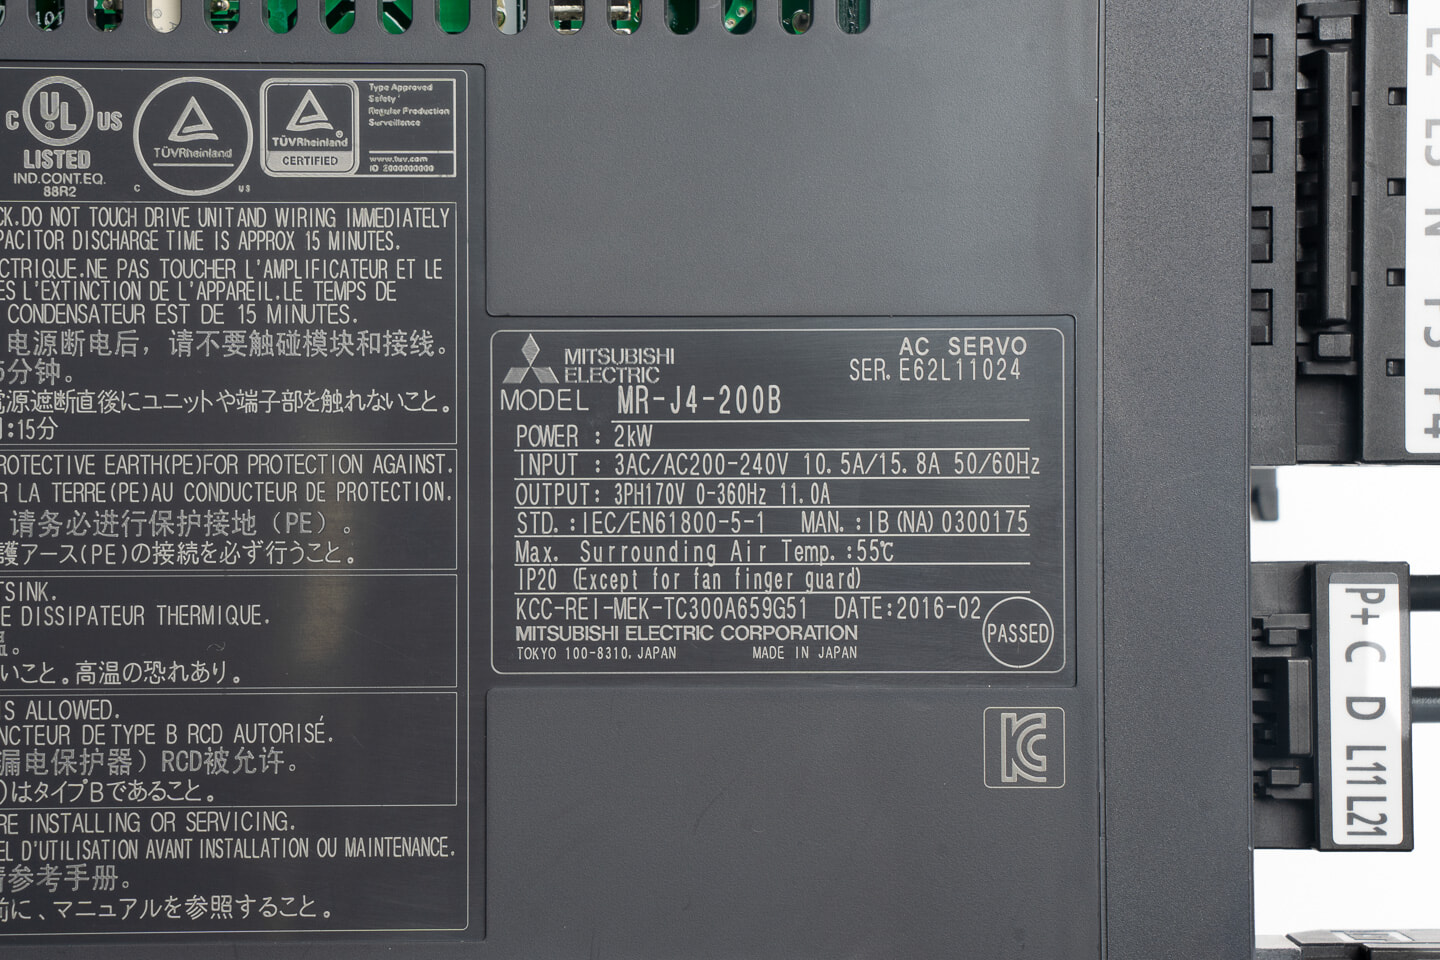 101
C UL US
LISTED
IND.CONT.EQ.
88R2
TÜVRheinland
C US
TÜVRheinland
CERTIFIED
Type Approved
Safety
Regular Production
Surveillance
www.tuv.com
ID 2000000000
CK.DO NOT TOUCH DRIVE UNIT AND WIRING IMMEDIATELY
PACITOR DISCHARGE TIME IS APPROX 15 MINUTES.
CTRIQUE.NE PAS TOUCHER L'AMPLIFICATEUR ET LE
ES L'EXTINCTION DE L'APPAREIL.LE TEMPS DE
CONDENSATEUR EST DE 15 MINUTES.
电源断电后，请不要触碰模块和接线。
5分钟。
電源遮断直後にユニットや端子部を触れないこと。
:15分
ROTECTIVE EARTH(PE)FOR PROTECTION AGAINST.
R LA TERRE(PE)AU CONDUCTEUR DE PROTECTION.
请务必进行保护接地（PE）。
護アース(PE)の接続を必ず行うこと。
TSINK.
E DISSIPATEUR THERMIQUE.
温。
いこと。高温の恐れあり。
IS ALLOWED.
NCTEUR DE TYPE B RCD AUTORISÉ.
漏电保护器）RCD被允许。
)はタイプBであること。
RE INSTALLING OR SERVICING.
EL D'UTILISATION AVANT INSTALLATION OU MAINTENANCE.
请参考手册。
前に、マニュアルを参照すること。
MITSUBISHI
ELECTRIC
AC SERVO
SER. E62L11024
MODEL MR-J4-200B
POWER : 2kW
INPUT : 3AC/AC200-240V 10.5A/15.8A 50/60Hz
OUTPUT: 3PH170V 0-360Hz 11.0A
STD.: IEC/EN61800-5-1 MAN.: IB(NA)0300175
Max. Surrounding Air Temp.:55℃
IP20 (Except for fan finger guard)
KCC-REI-MEK-TC300A659G51 DATE:2016-02
MITSUBISHI ELECTRIC CORPORATION
TOKYO 100-8310, JAPAN MADE IN JAPAN
PASSED
L2 L3 N P3 P4
P+ C D L11 L21